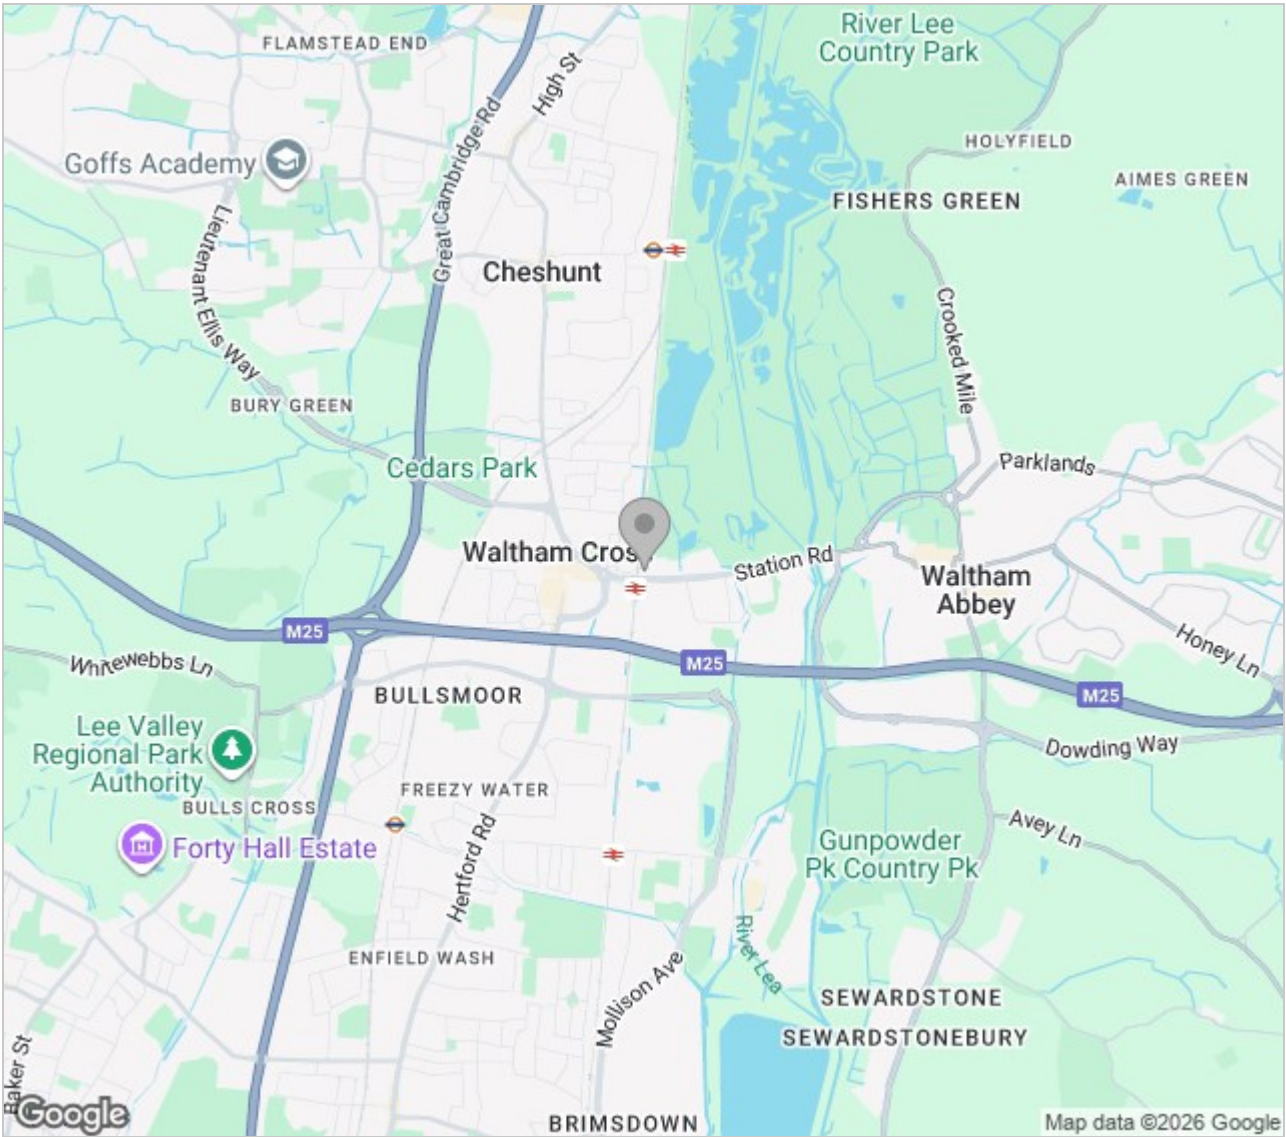 River Lee
Country Park
FLAMSTEAD END
High St
Great Cambridge Rd
HOLYFIELD
Goffs Academy
AIMES GREEN
FISHERS GREEN
Lieutenant Ellis Way
Cheshunt
Crooked Mile
BURY GREEN
Cedars Park
Parklands
Waltham Cros
Station Rd
Waltham
Abbey
M25
Honey Ln
Whitewebbs Ln
M25
BULLSMOOR
M25
Lee Valley
Regional Park
Authority
Dowding Way
FREEZY WATER
BULLS CROSS
Avey Ln
Forty Hall Estate
Gunpowder
Pk Country Pk
Hertford Rd
River Lea
ENFIELD WASH
Mollison Ave
SEWARDSTONE
SEWARDSTONEBURY
Baker St
Google
BRIMSDOWN
Map data ©2026 Google